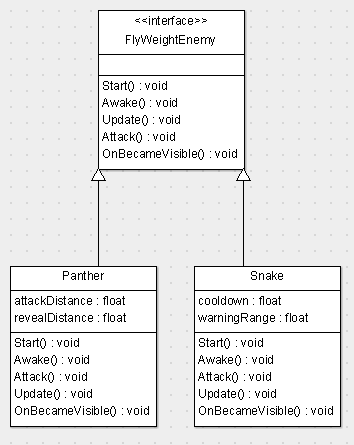 <<interface>>
FlyWeightEnemy
Start() : void
Awake() : void
Update() : void
Attack() : void
OnBecameVisible() : void
Panther
attackDistance : float
revealDistance : float
Start() : void
Awake() : void
Attack() : void
Update() : void
OnBecameVisible() : void
Snake
cooldown : float
warningRange : float
Start() : void
Awake() : void
Attack() : void
Update() : void
OnBecameVisible() : void